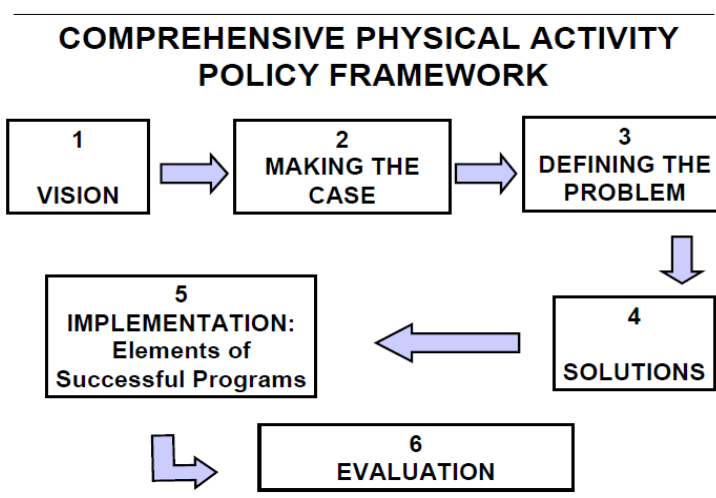 COMPREHENSIVE PHYSICAL ACTIVITY
POLICY FRAMEWORK
1
VISION
2
MAKING THE
CASE
3
DEFINING THE
PROBLEM
4
SOLUTIONS
5
IMPLEMENTATION:
Elements of
Successful Programs
6
EVALUATION